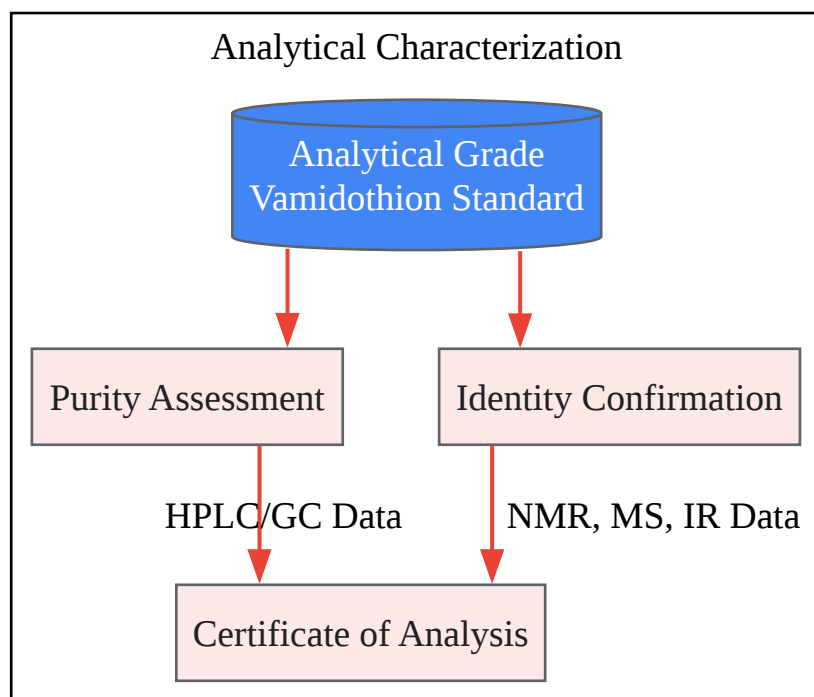 Analytical Characterization
Analytical Grade
Vamidothion Standard
Purity Assessment
Identity Confirmation
HPLC/GC Data
NMR, MS, IR Data
Certificate of Analysis